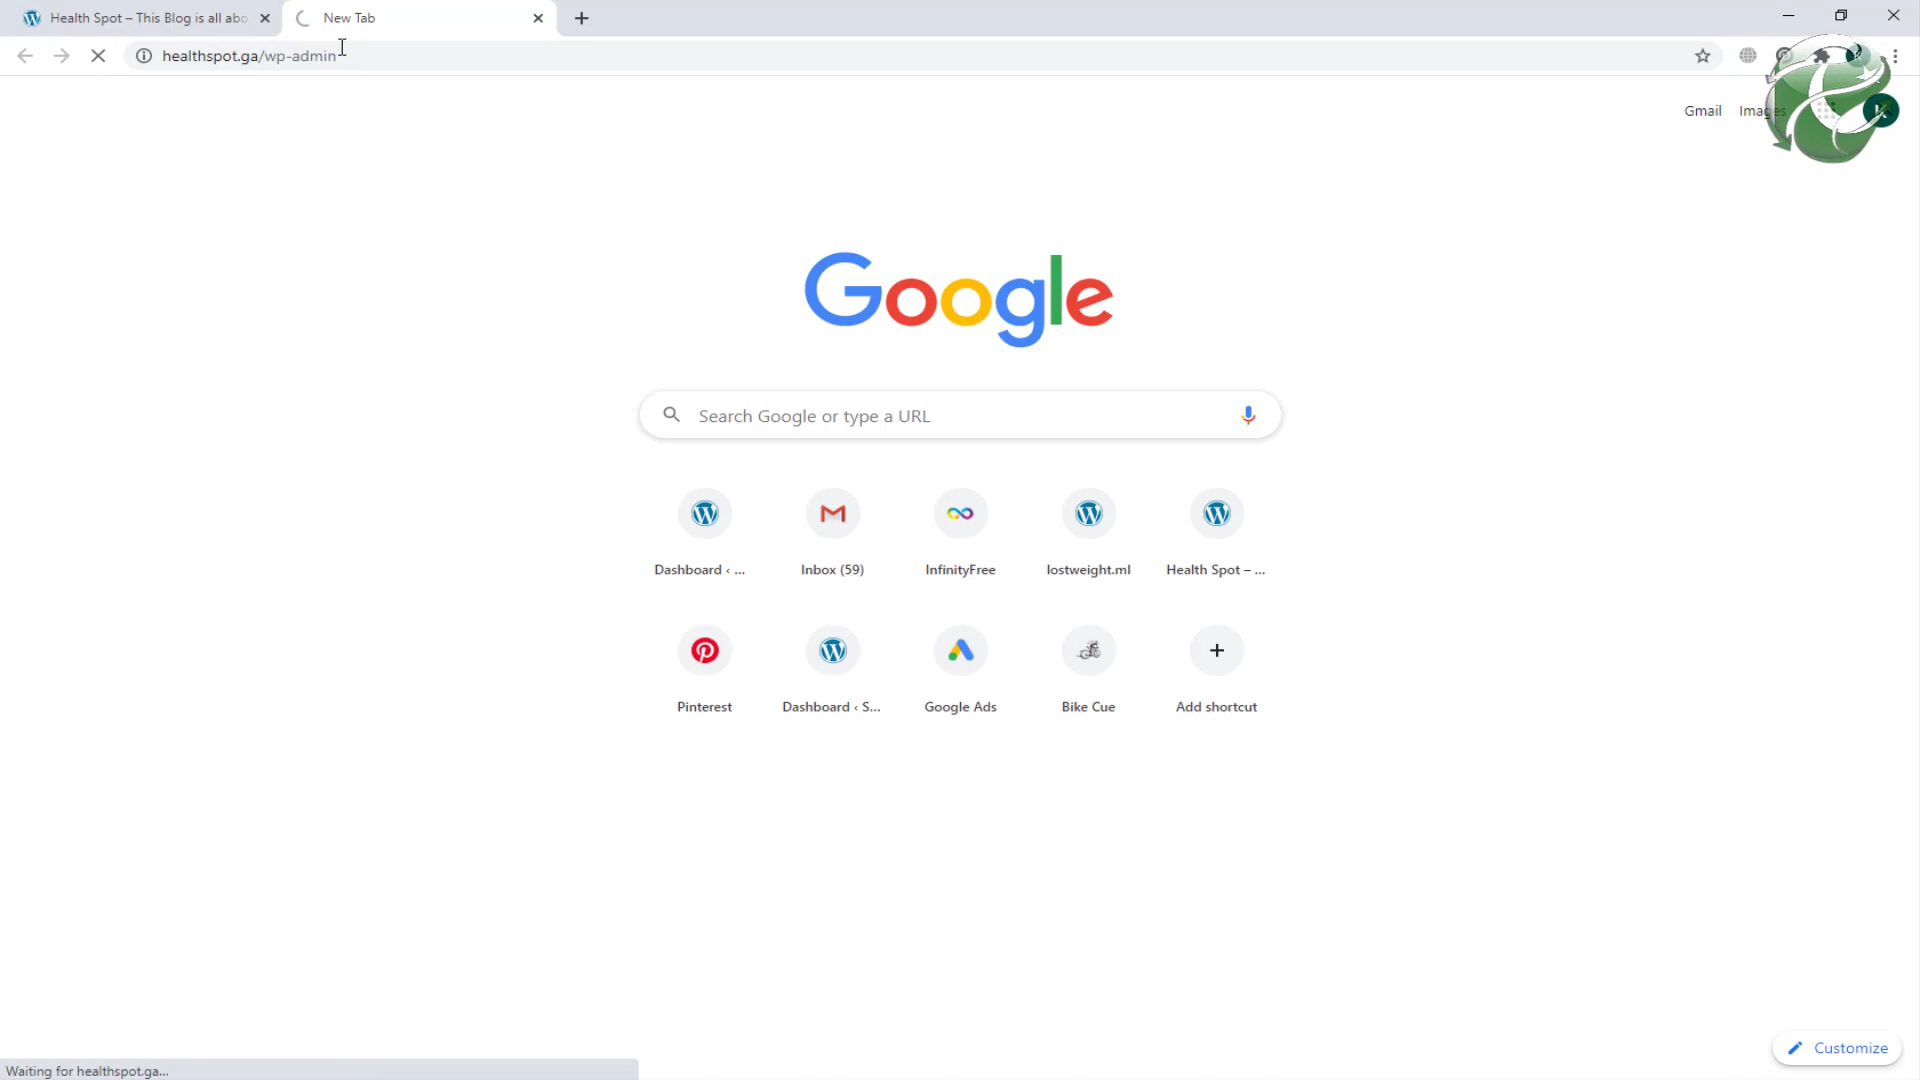 Health Spot – This Blog is all abo
New Tab
healthspot.ga/wp-admin
Gmail
Images
K
Google
Search Google or type a URL
Dashboard ‹ ...
Inbox (59)
InfinityFree
lostweight.ml
Health Spot – ...
Pinterest
Dashboard ‹ S...
Google Ads
Bike Cue
Add shortcut
Customize
Waiting for healthspot.ga...